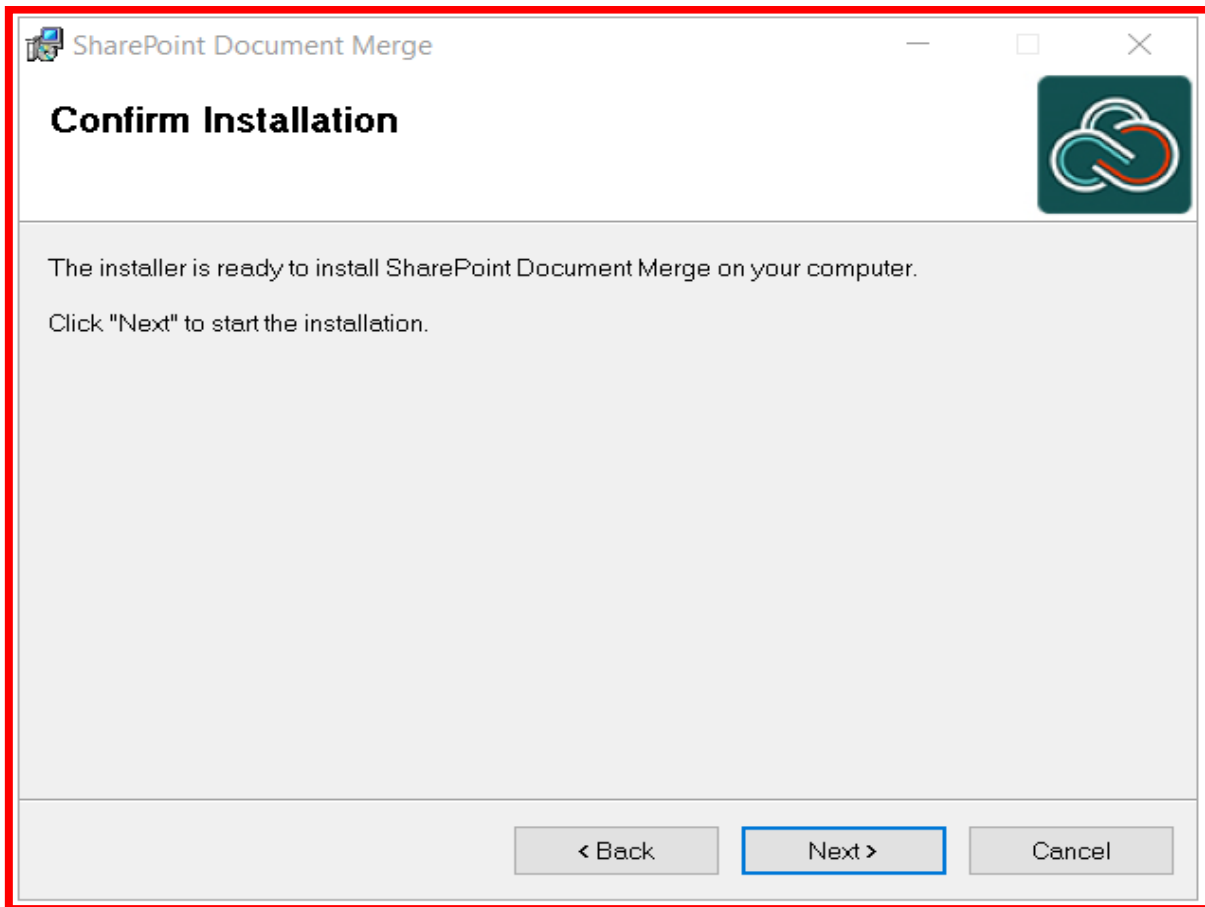 SharePoint Document Merge
Confirm Installation
The installer is ready to install SharePoint Document Merge on your computer.
Click "Next" to start the installation.
< Back
Next >
Cancel